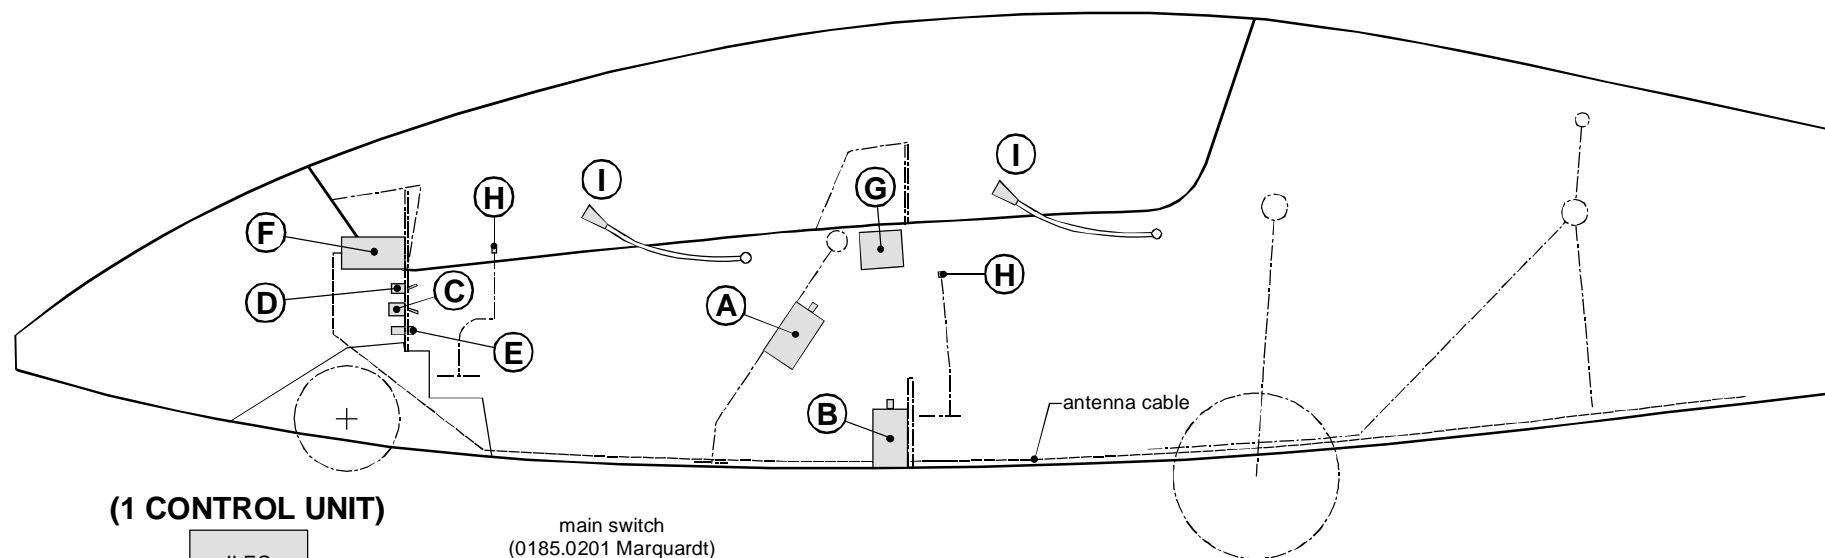 I
I
G
H
F
H
D
C
A
E
B
antenna cable
(1 CONTROL UNIT)
main switch
(0185.0201 Marquardt)